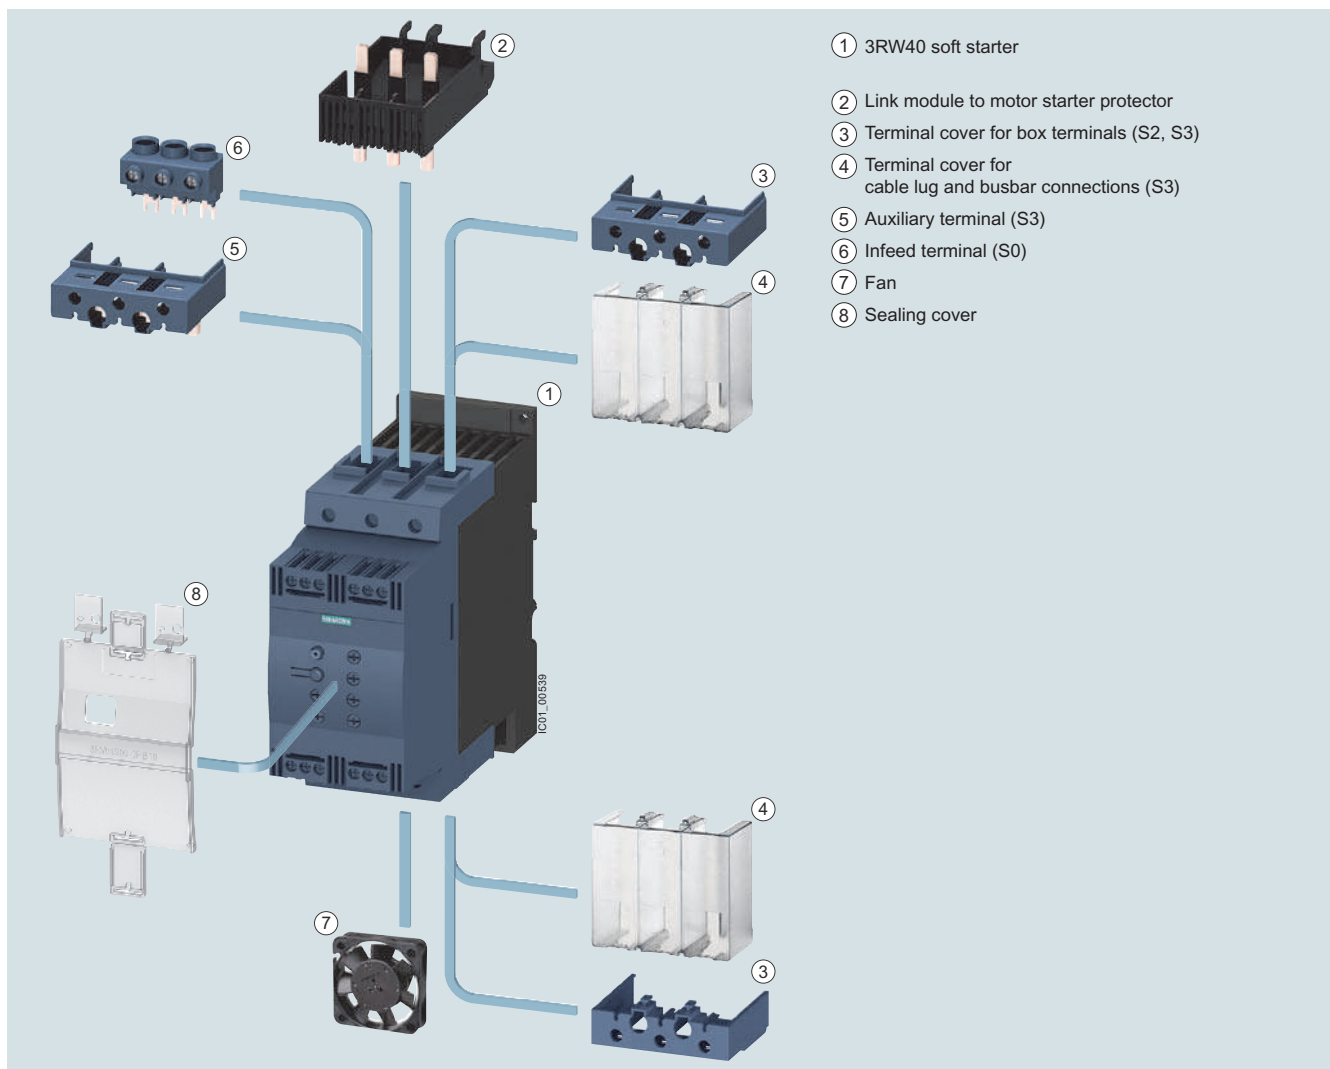 ① 3RW40 soft starter
② Link module to motor starter protector
③ Terminal cover for box terminals (S2, S3)
④ Terminal cover for
cable lug and busbar connections (S3)
⑤ Auxiliary terminal (S3)
⑥ Infeed terminal (S0)
⑦ Fan
⑧ Sealing cover
②
⑥
③
⑤
④
①
⑧
SIEMENS
IC01_00539
④
⑦
③